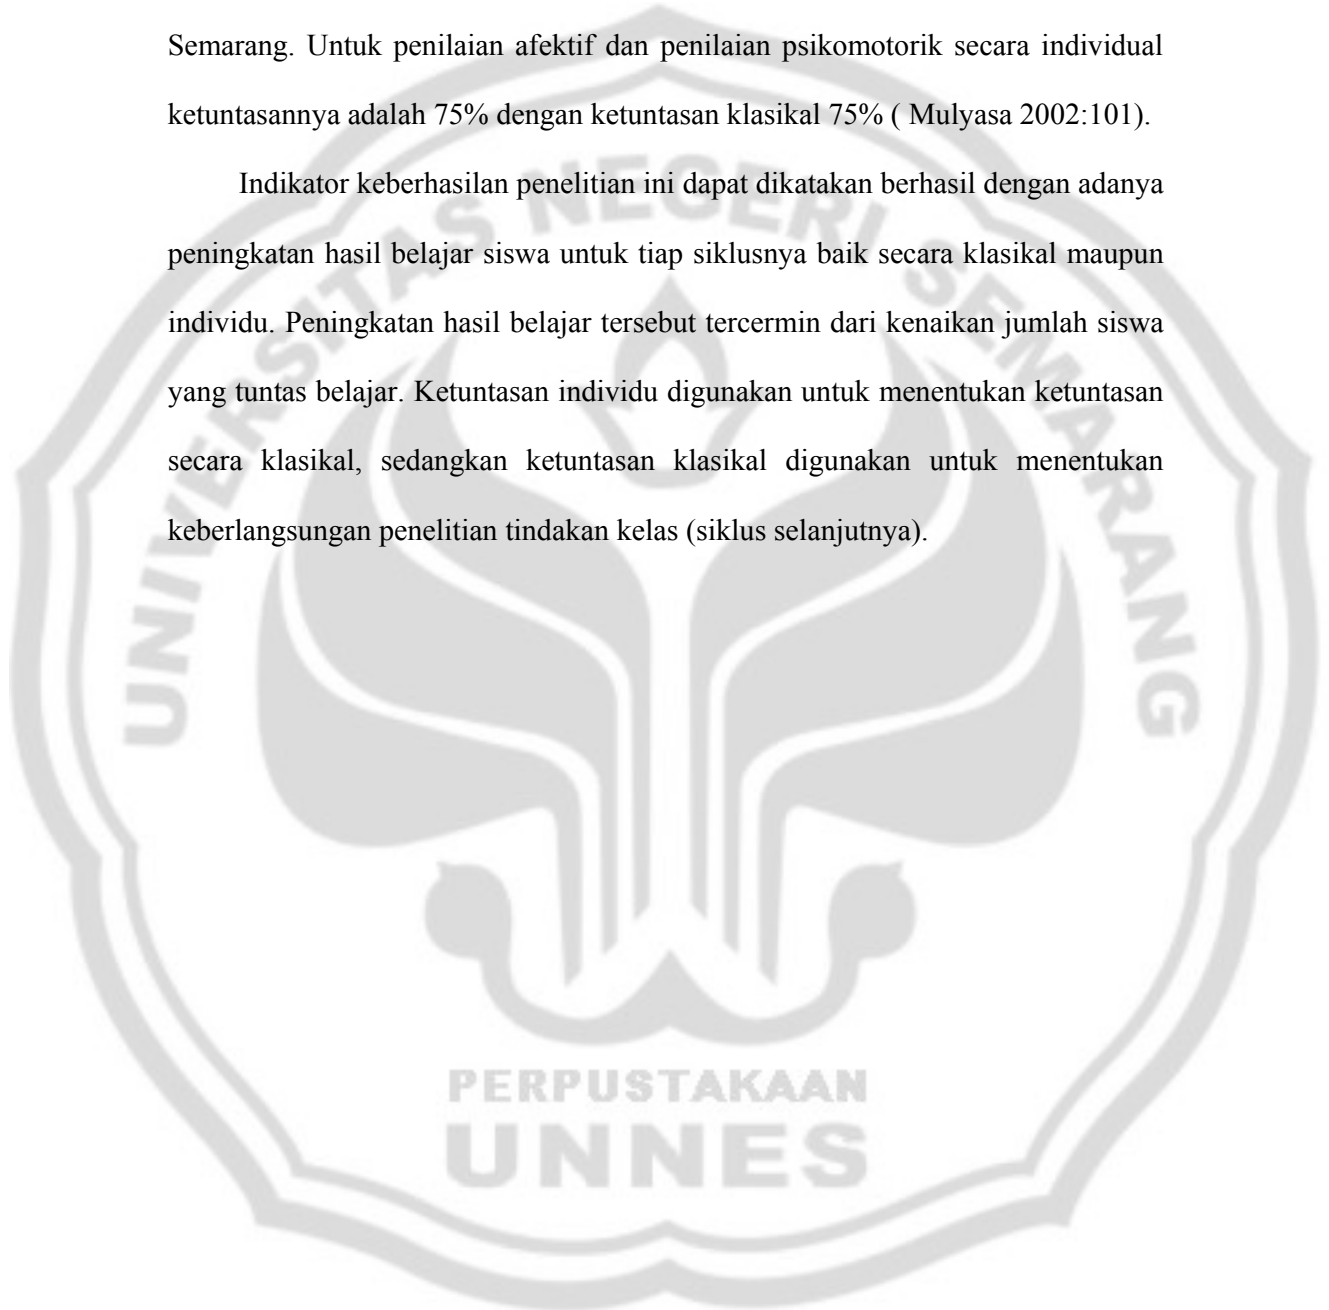 Semarang. Untuk penilaian afektif dan penilaian psikomotorik secara individual
ketuntasannya adalah 75% dengan ketuntasan klasikal 75% ( Mulyasa 2002:101).
Indikator keberhasilan penelitian ini dapat dikatakan berhasil dengan adanya
peningkatan hasil belajar siswa untuk tiap siklusnya baik secara klasikal maupun
individu. Peningkatan hasil belajar tersebut tercermin dari kenaikan jumlah siswa
yang tuntas belajar. Ketuntasan individu digunakan untuk menentukan ketuntasan
secara klasikal, sedangkan ketuntasan klasikal digunakan untuk menentukan
keberlangsungan penelitian tindakan kelas (siklus selanjutnya).
UNIVERSITAS NEGERI SEMARANG
PERPUSTAKAAN
UNNES